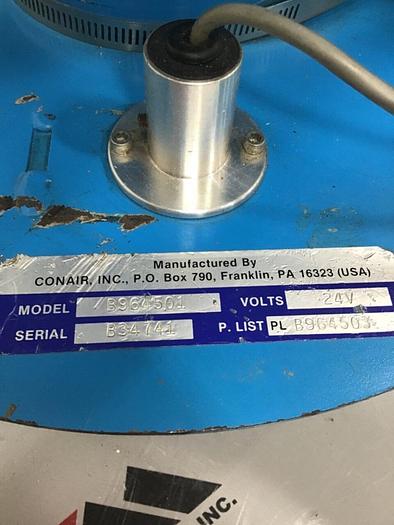 Manufactured By
CONAIR, INC., P.O. Box 790, Franklin, PA 16323 (USA)
MODEL B964501 VOLTS 24V
SERIAL B34741 P. LIST PL B964503
INC.